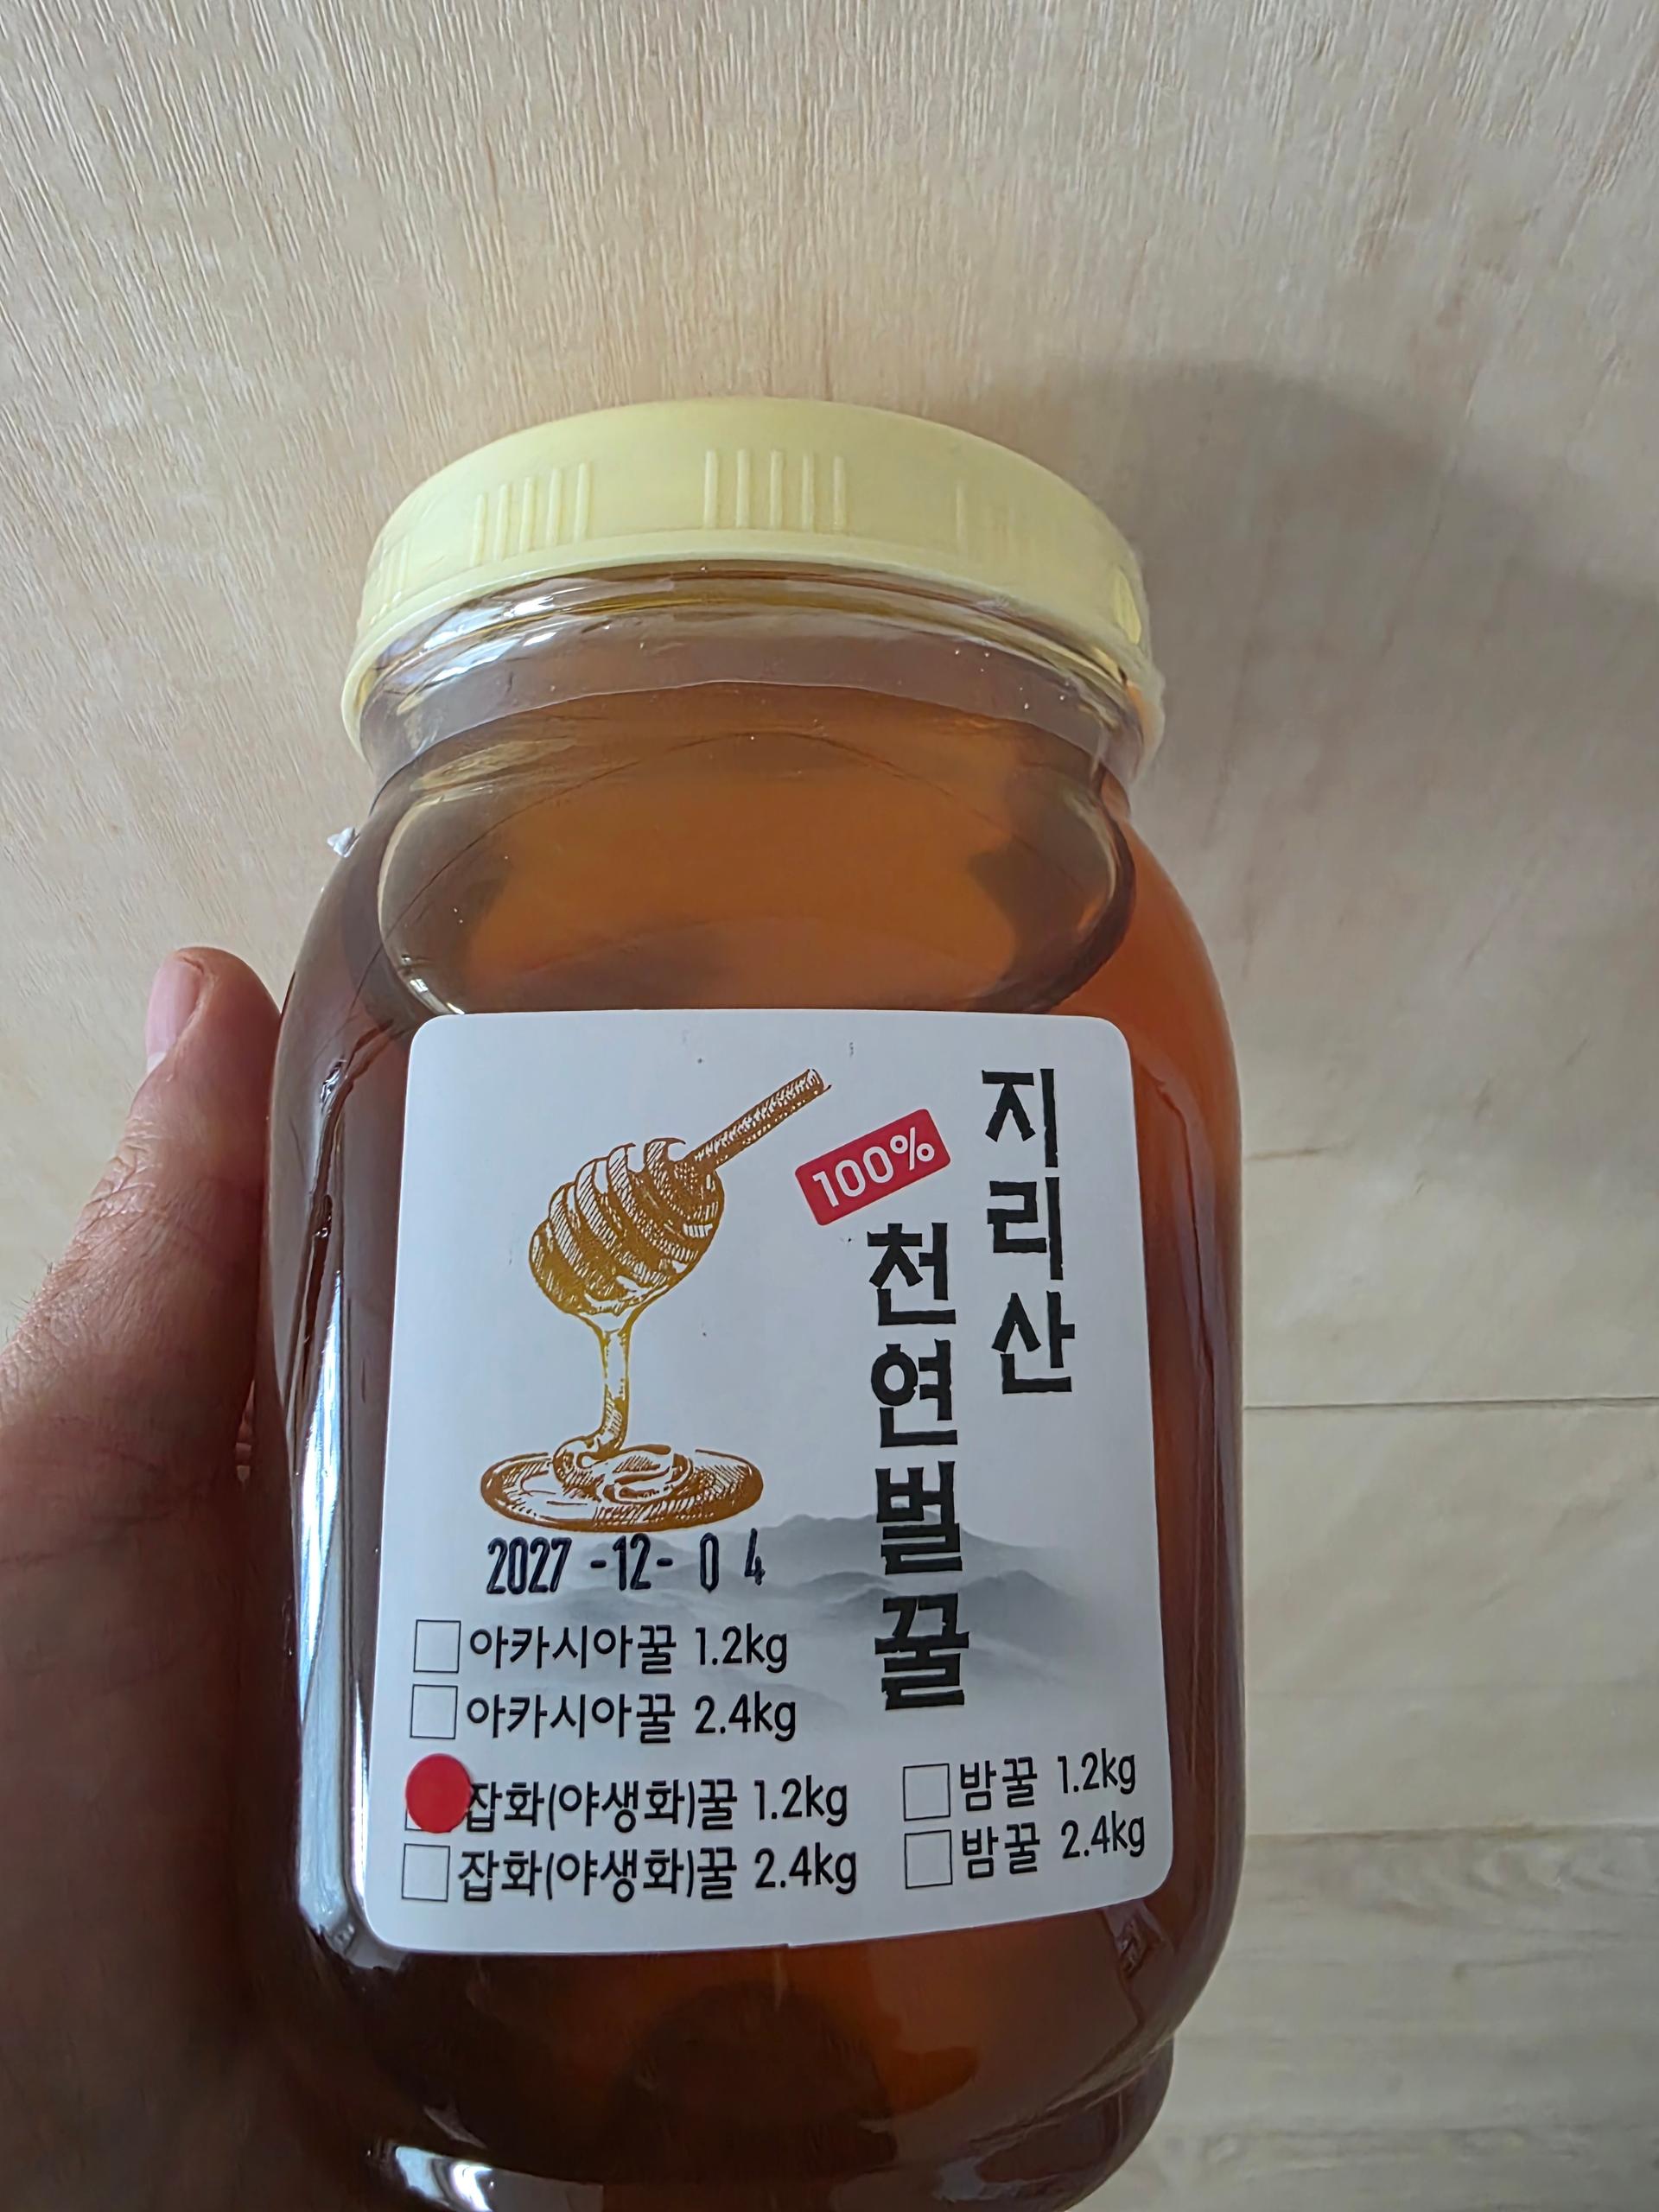 지리산
100%
천연벌꿀
2027 -12- 0 4
아카시아꿀 1.2kg
아카시아꿀 2.4kg
잡화(야생화)꿀 1.2kg
잡화(야생화)꿀 2.4kg
밤꿀 1.2kg
밤꿀 2.4kg